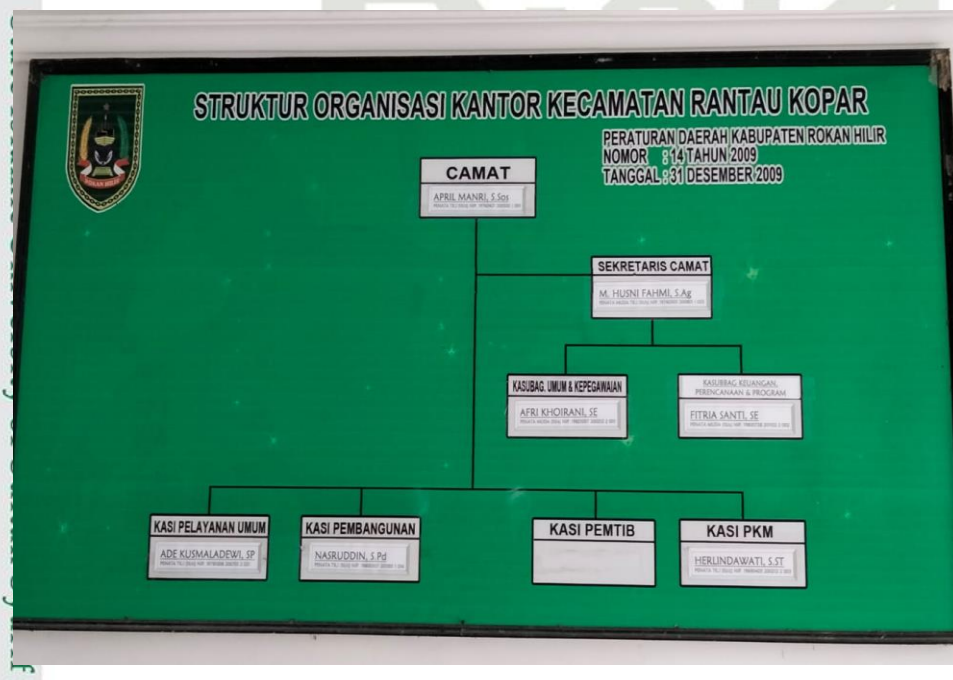 STRUKTUR ORGANISASI KANTOR KECAMATAN RANTAU KOPAR
PERATURAN DAERAH KABUPATEN ROKAN HILIR
NOMOR : 14 TAHUN 2009
TANGGAL : 31 DESEMBER 2009
ROKAN HILIR
CAMAT
APRIL MANRI, S.Sos
SEKRETARIS CAMAT
M. HUSNI FAHMI, S.Ag
KASUBAG. UMUM & KEPEGAWAIAN
AFRI KHOIRANI, SE
KASUBBAG KEUANGAN,
PERENCANAAN & PROGRAM
FITRIA SANTI, SE
KASI PELAYANAN UMUM
ADE KUSMALADEWI, SP
KASI PEMBANGUNAN
NASRUDDIN, S.Pd
KASI PEMTIB
KASI PKM
HERLINDAWATI, S.ST